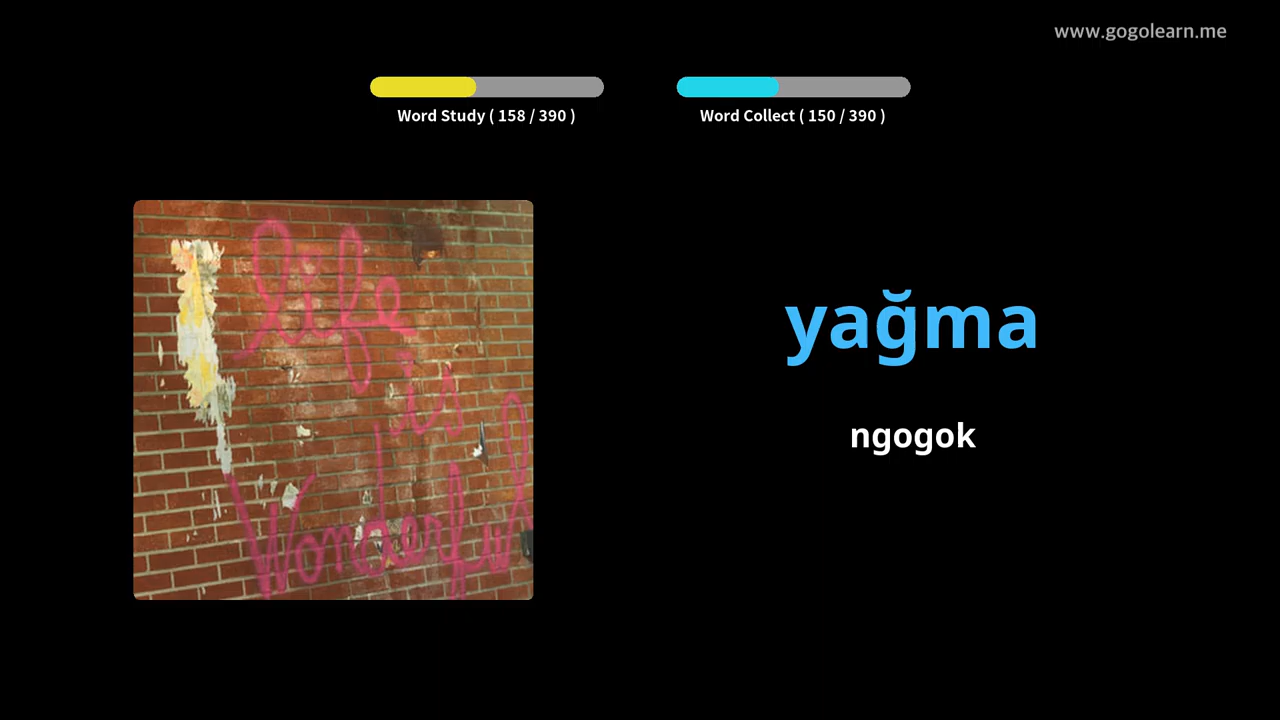 www.gogolearn.me
Word Study ( 158 / 390 )
Word Collect ( 150 / 390 )
life
is
Wonderful
yağma
ngogok